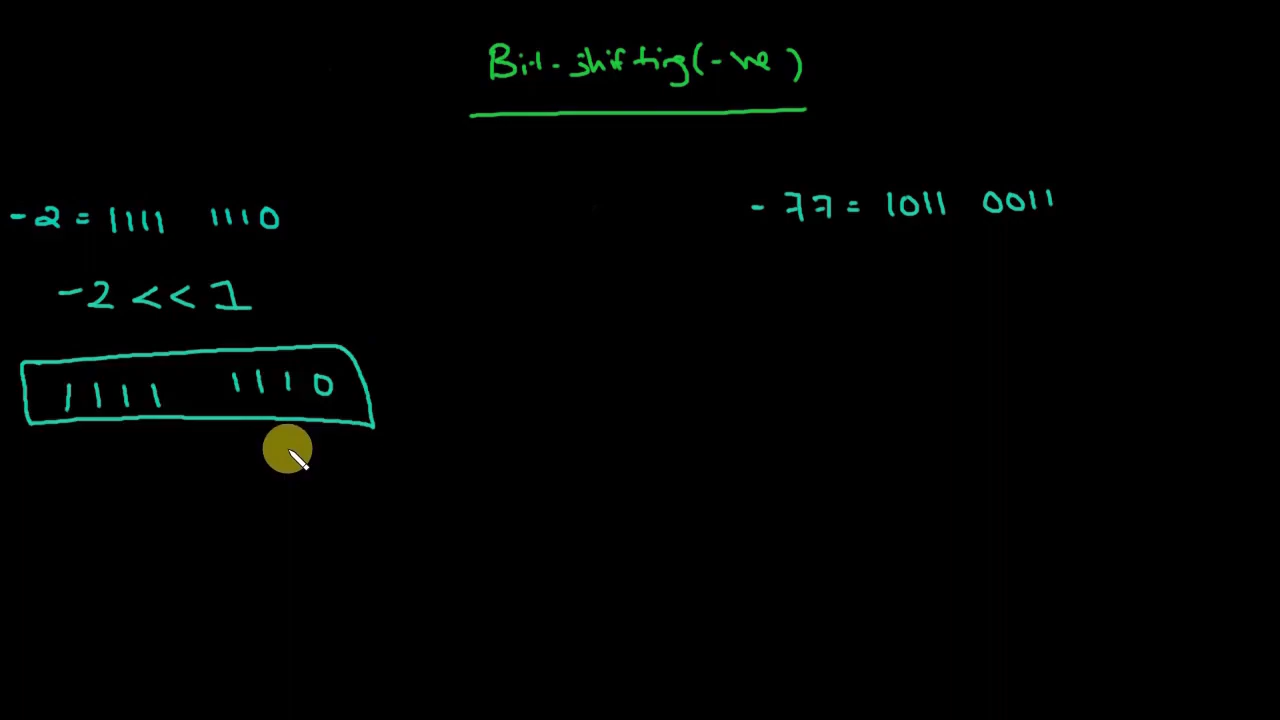 Bit-shifting(-ve)
-2 = 1111 1110
-77 = 1011 0011
-2 << 1
1111 1110